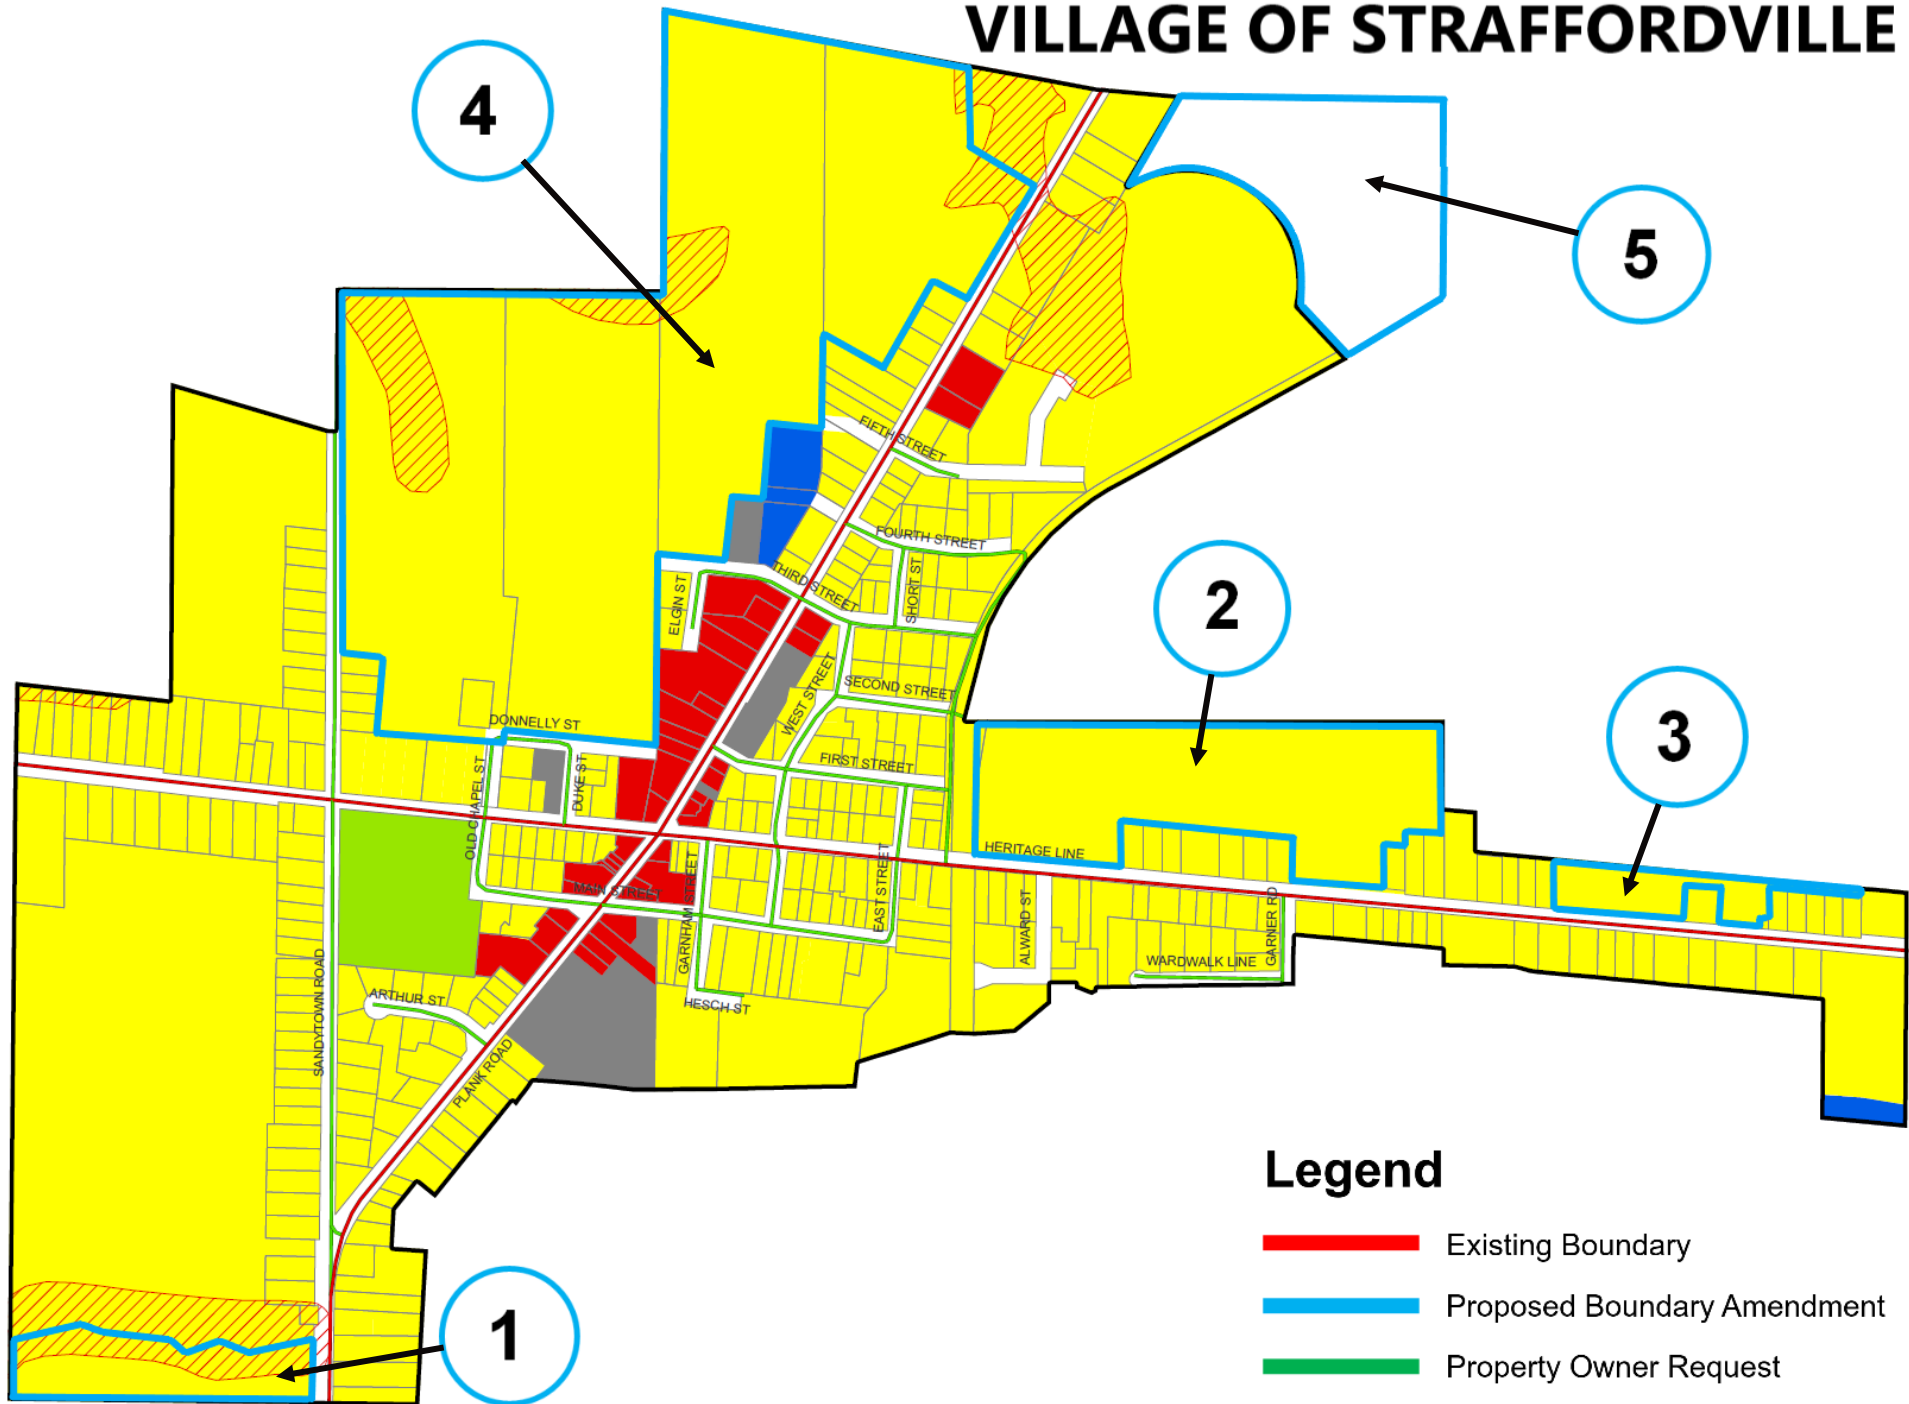 VILLAGE OF STRAFFORDVILLE
4
5
FIFTH STREET
FOURTH STREET
SHORT ST
THIRD STREET
ELGIN ST
2
WEST STREET
SECOND STREET
3
DONNELLY ST
FIRST STREET
DUKE ST
OLD CHAPEL ST
HERITAGE LINE
MAIN STREET
GARNHAM STREET
EAST STREET
ALWARD ST
GARNER RD
WARDWALK LINE
SANDYTOWN ROAD
ARTHUR ST
HESCH ST
PLANK ROAD
1
Legend
Existing Boundary
Proposed Boundary Amendment
Property Owner Request